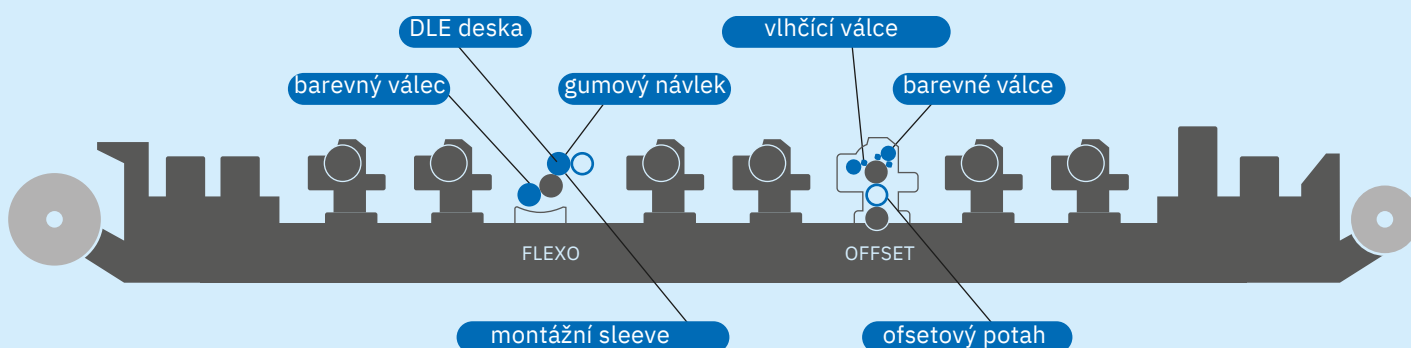 DLE deska
vlhčící válce
barevný válec
gumový návlek
barevné válce
FLEXO
OFFSET
montážní sleeve
ofsetový potah